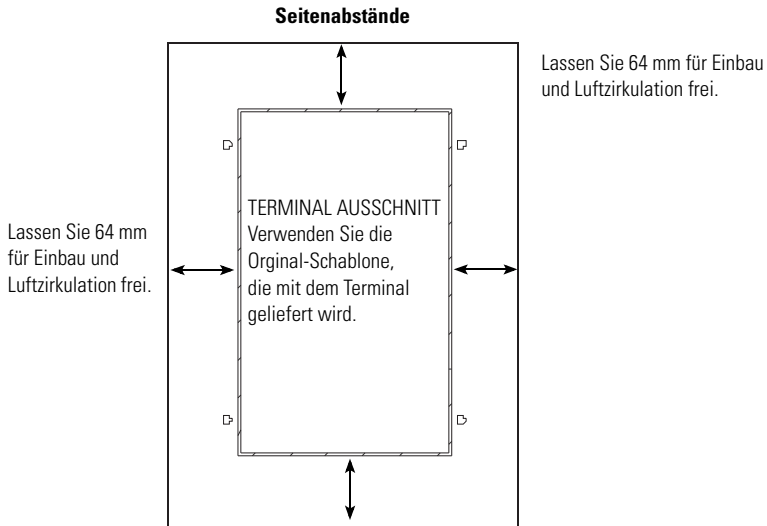 Seitenabstände
Lassen Sie 64 mm für Einbau
und Luftzirkulation frei.
TERMINAL AUSSCHNITT
Verwenden Sie die
Orginal-Schablone,
die mit dem Terminal
geliefert wird.
Lassen Sie 64 mm
für Einbau und
Luftzirkulation frei.